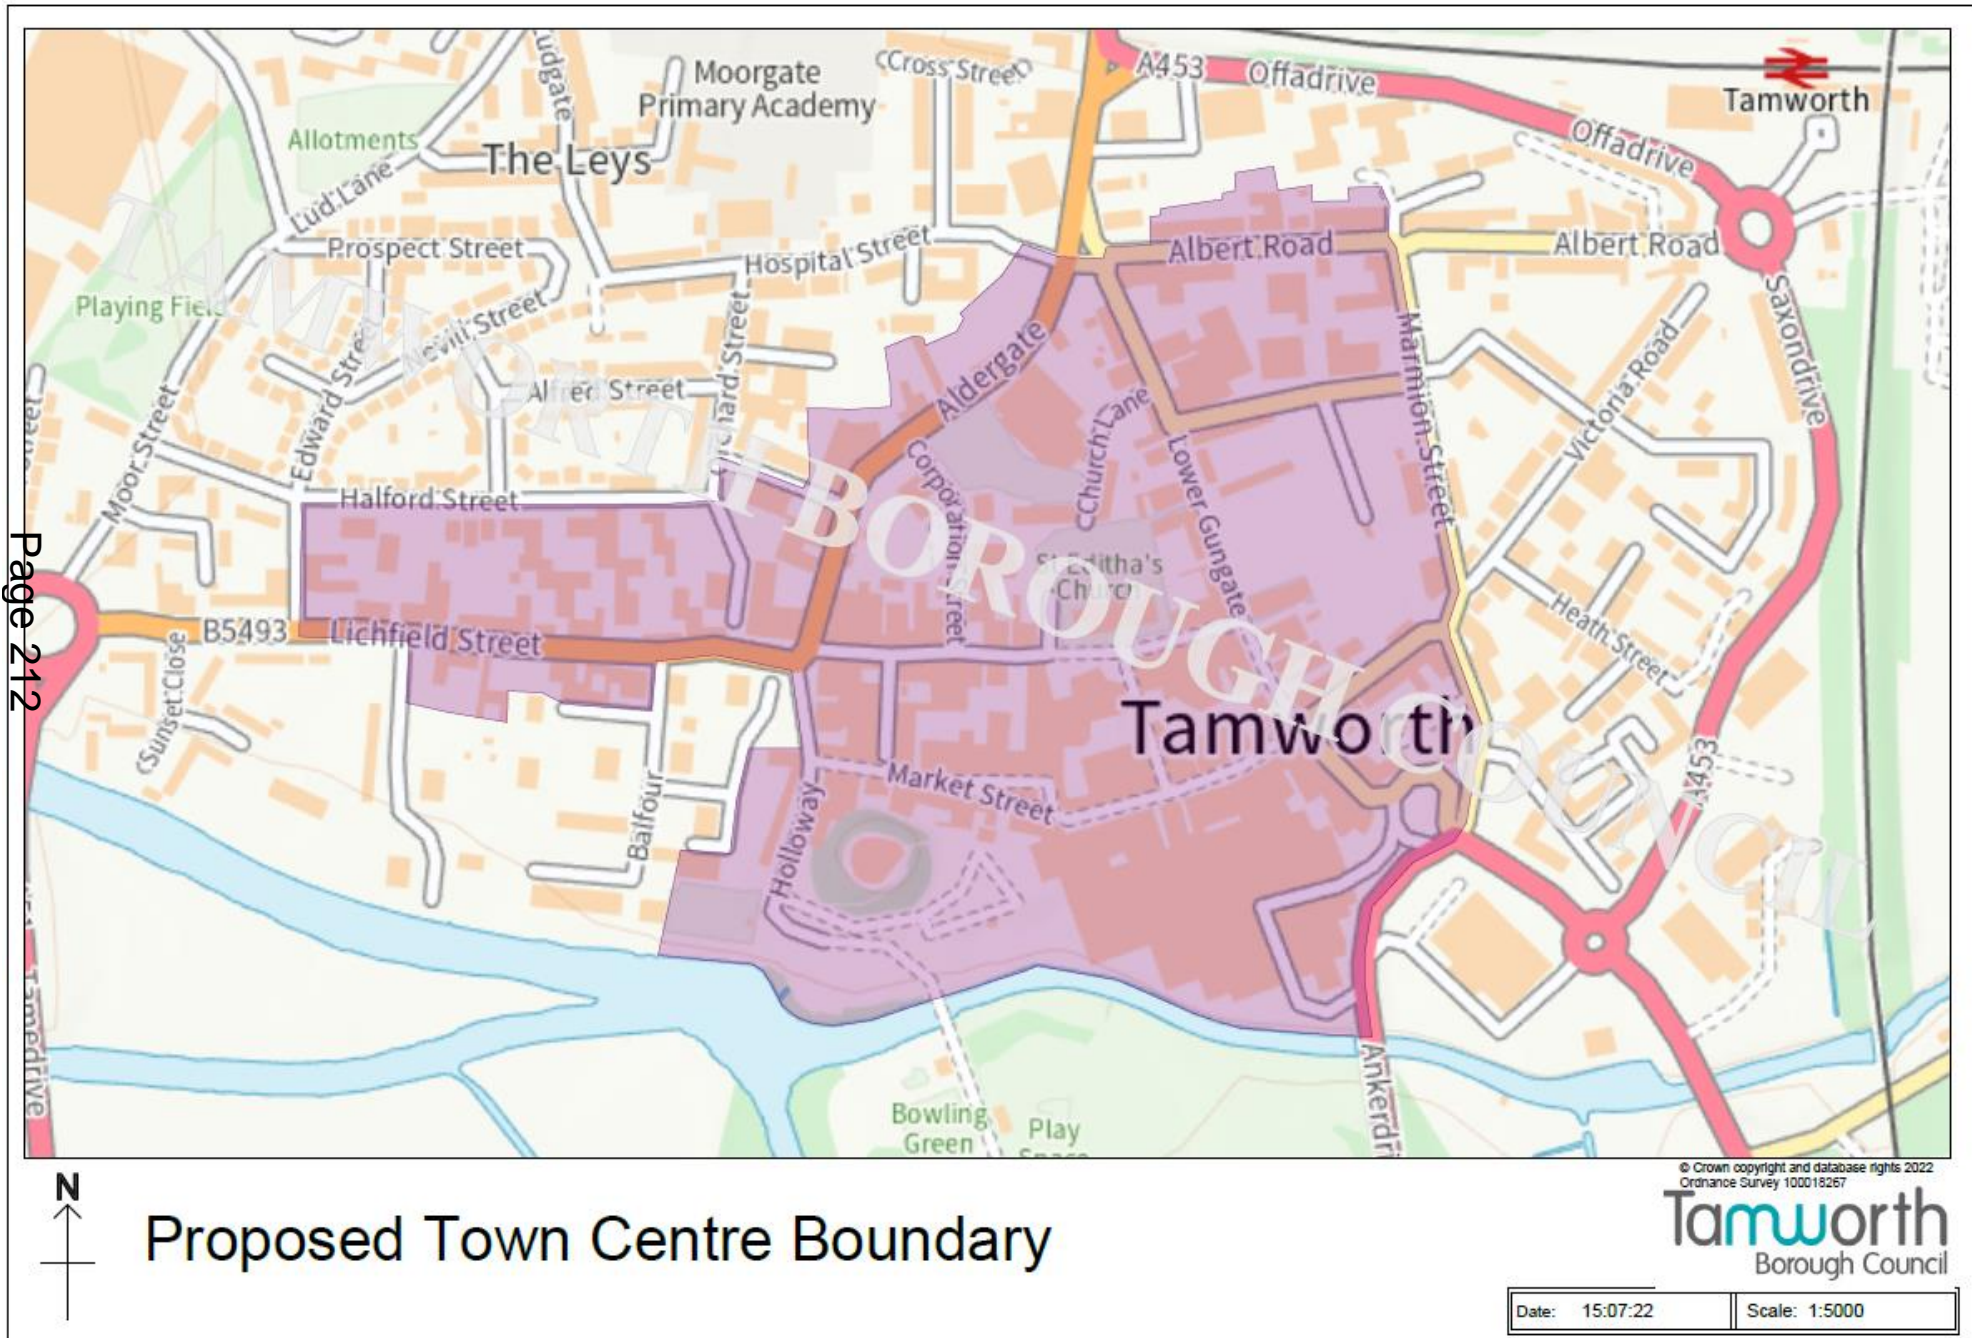 Moorgate
Primary Academy
Cross Street
A453
Offadrive
Tamworth
Offadrive
Ludgate
Allotments
The Leys
Lud Lane
Prospect Street
Hospital Street
Albert Road
Albert Road
Playing Field
Nevill Street
Saxondrive
Edward Street
Alfred Street
Aldergate
Marmion Street
Victoria Road
Moor Street
Church Lane
Halford Street
Corporation Street
Lower Gungate
St Editha's
Church
Heath Street
B5493
Lichfield Street
Sunset Close
Tamworth
A453
Market Street
Balfour
Holloway
Tamedrive
Bowling
Green
Play
Ankerdri
TAMWORTH BOROUGH COUNCIL
Page 212
N
Proposed Town Centre Boundary
© Crown copyright and database rights 2022
Ordnance Survey 100018267
Tamworth
Borough Council
Date: 15:07:22
Scale: 1:5000